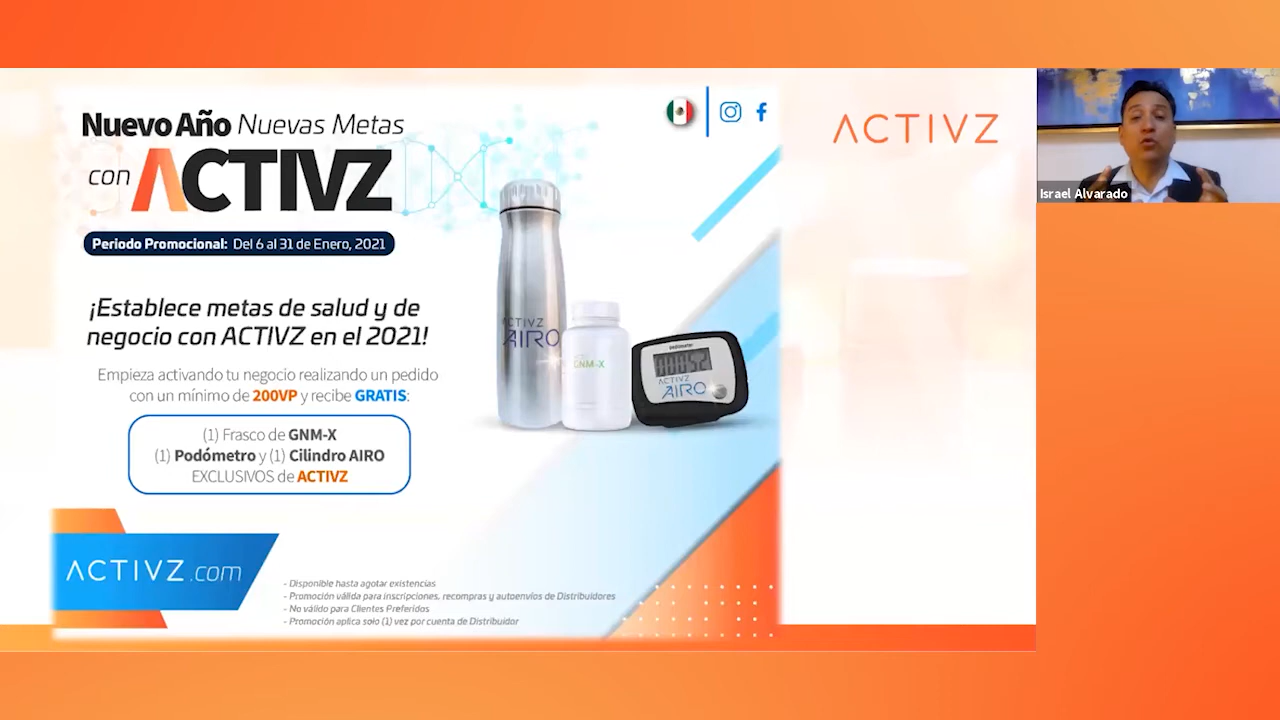 Nuevo Año Nuevas Metas
con ACTIVZ
Periodo Promocional: Del 6 al 31 de Enero, 2021
¡Establece metas de salud y de
negocio con ACTIVZ en el 2021!
Empieza activando tu negocio realizando un pedido
con un mínimo de 200VP y recibe GRATIS:
(1) Frasco de GNM-X
(1) Podómetro y (1) Cilindro AIRO
EXCLUSIVOS de ACTIVZ
ACTIVZ.com
- Disponible hasta agotar existencias
- Promoción válida para inscripciones, recompras y autoenvíos de Distribuidores
- No válido para Clientes Preferidos
- Promoción aplica solo (1) vez por cuenta de Distribuidor
ACTIVZ
AIRO
GNM-X
00052
ACTIVZ
AIRO
ACTIVZ
Israel Alvarado